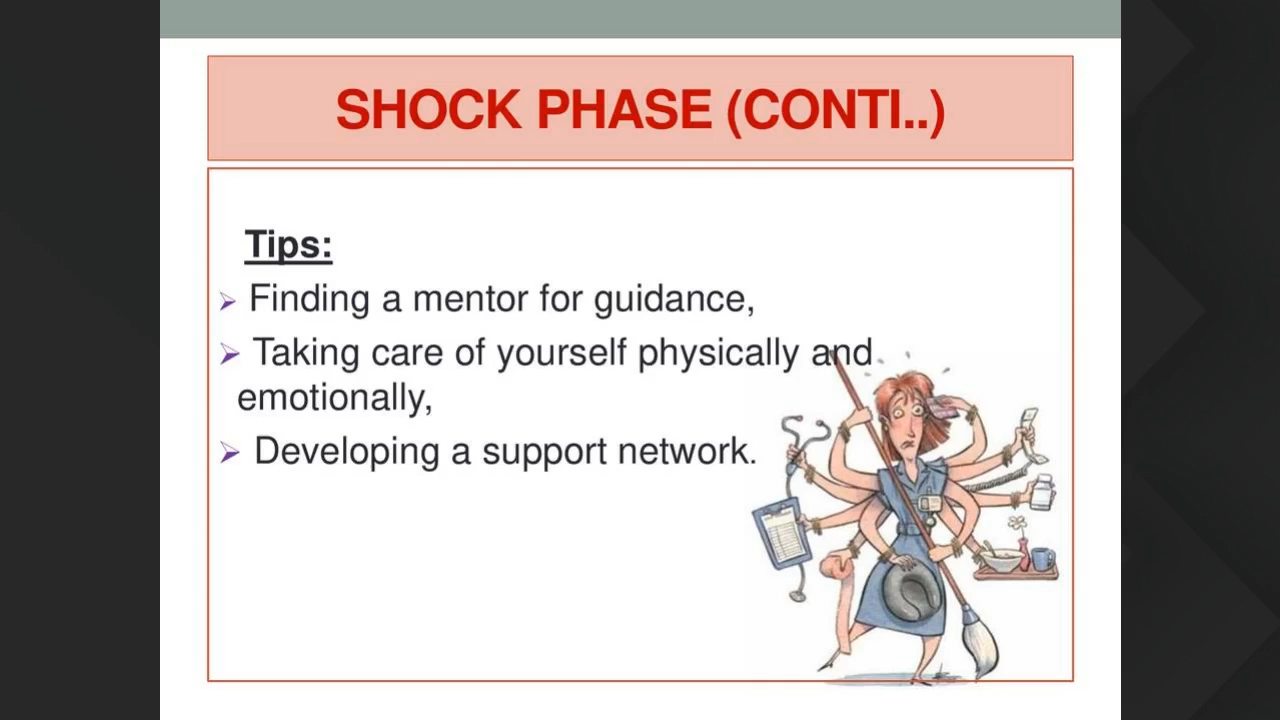 SHOCK PHASE (CONTI..)
Tips:
➢ Finding a mentor for guidance,
➢ Taking care of yourself physically and
emotionally,
➢ Developing a support network.